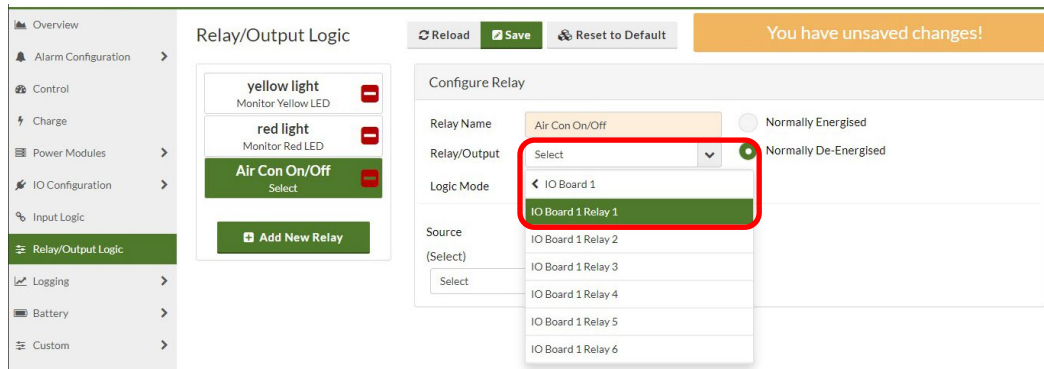 Overview
Alarm Configuration
Control
Charge
Power Modules
IO Configuration
Input Logic
Relay/Output Logic
Logging
Battery
Custom
Relay/Output Logic
Reload
Save
Reset to Default
You have unsaved changes!
yellow light
Monitor Yellow LED
red light
Monitor Red LED
Air Con On/Off
Select
Add New Relay
Configure Relay
Relay Name
Air Con On/Off
Normally Energised
Relay/Output
Select
Normally De-Energised
Logic Mode
IO Board 1
IO Board 1 Relay 1
IO Board 1 Relay 2
IO Board 1 Relay 3
IO Board 1 Relay 4
IO Board 1 Relay 5
IO Board 1 Relay 6
Source
(Select)
Select